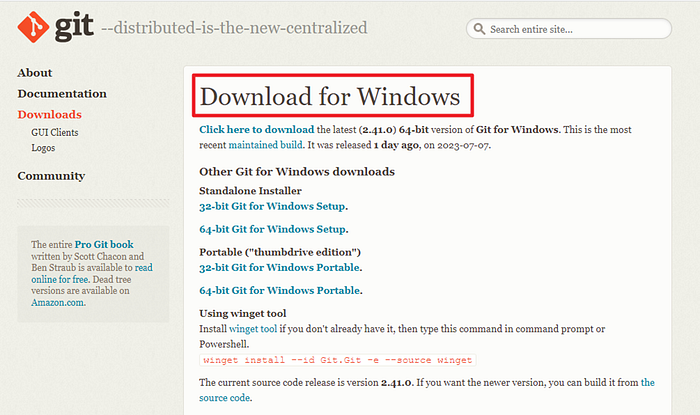 git --distributed-is-the-new-centralized
Search entire site...
About
Documentation
Downloads
GUI Clients
Logos
Community
The entire Pro Git book
written by Scott Chacon and
Ben Straub is available to read
online for free. Dead tree
versions are available on
Amazon.com.
Download for Windows
Click here to download the latest (2.41.0) 64-bit version of Git for Windows. This is the most
recent maintained build. It was released 1 day ago, on 2023-07-07.
Other Git for Windows downloads
Standalone Installer
32-bit Git for Windows Setup.
64-bit Git for Windows Setup.
Portable ("thumbdrive edition")
32-bit Git for Windows Portable.
64-bit Git for Windows Portable.
Using winget tool
Install winget tool if you don't already have it, then type this command in command prompt or
Powershell.
winget install --id Git.Git -e --source winget
The current source code release is version 2.41.0. If you want the newer version, you can build it from the
source code.